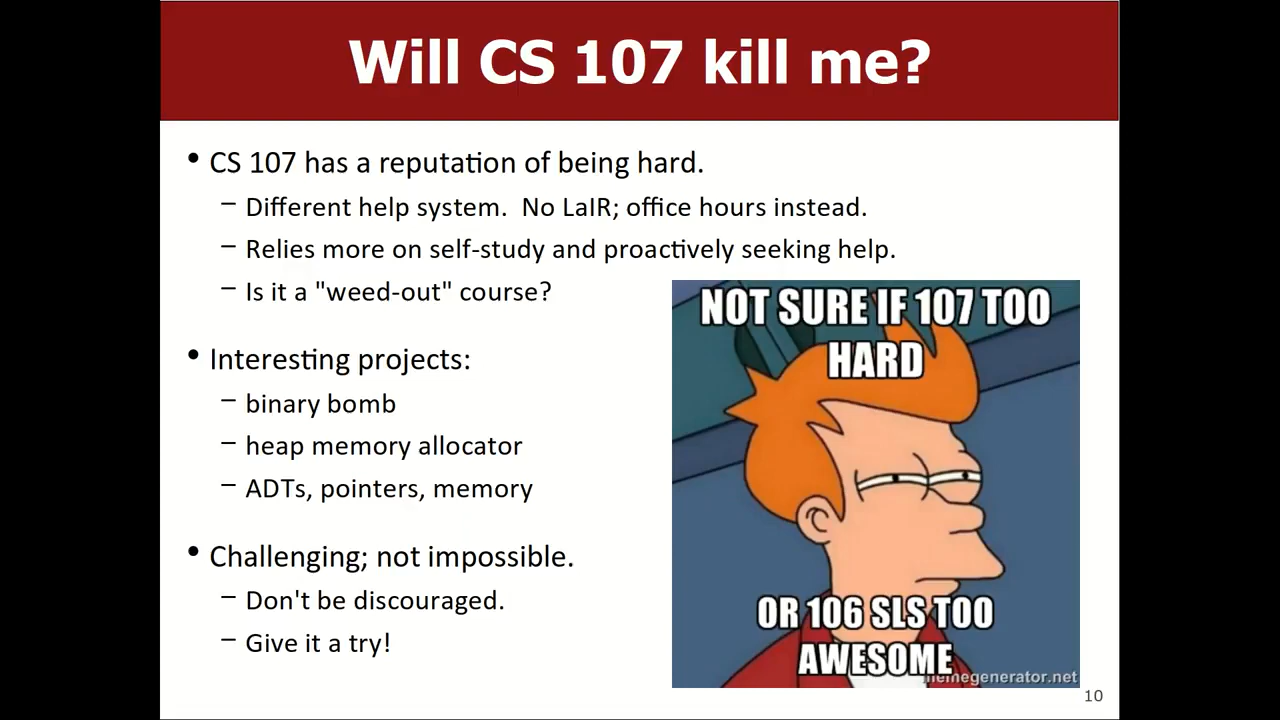 Will CS 107 kill me?
• CS 107 has a reputation of being hard.
– Different help system.  No LaIR; office hours instead.
– Relies more on self-study and proactively seeking help.
– Is it a "weed-out" course?
• Interesting projects:
– binary bomb
– heap memory allocator
– ADTs, pointers, memory
• Challenging; not impossible.
– Don't be discouraged.
– Give it a try!
NOT SURE IF 107 TOO
HARD
OR 106 SLS TOO
AWESOME
memegenerator.net
10